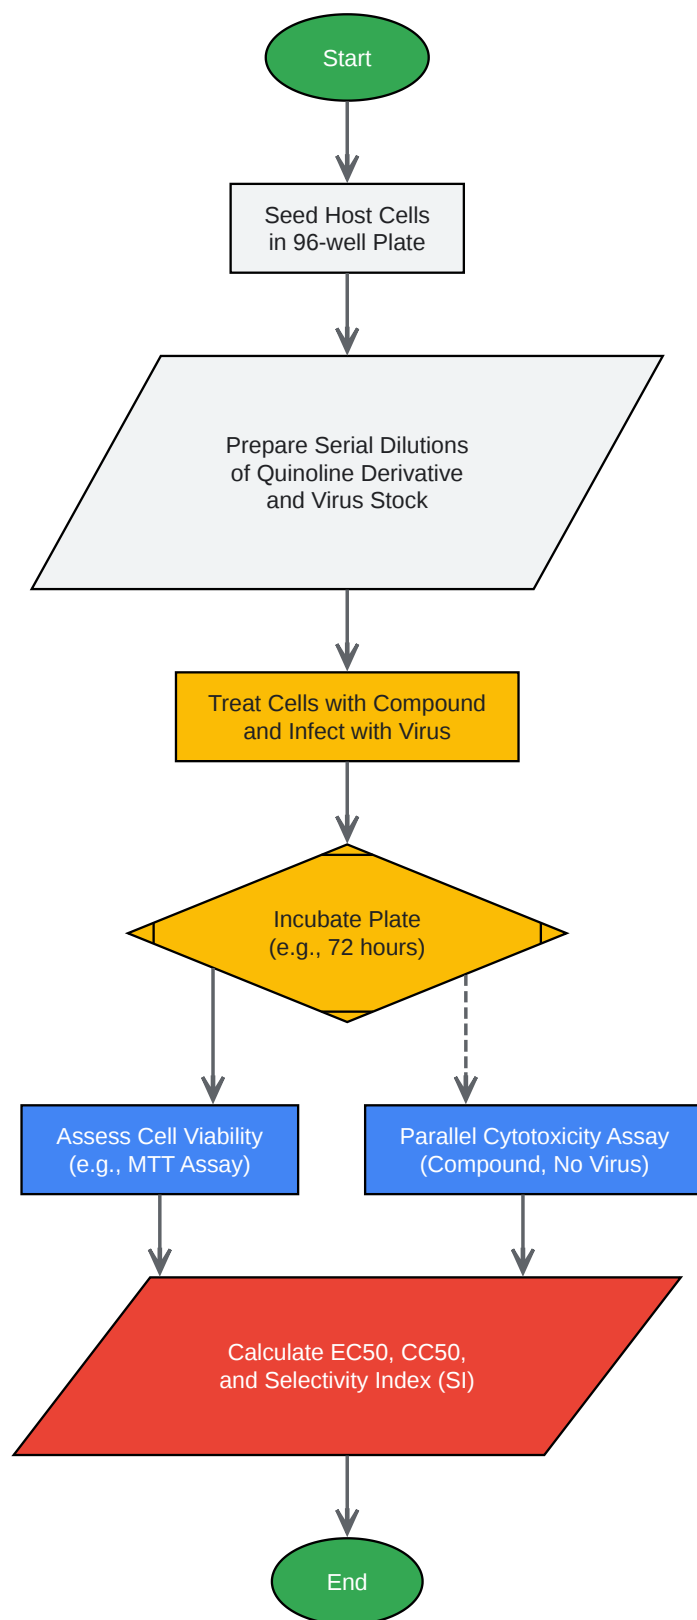 Start
Seed Host Cells
in 96-well Plate
Prepare Serial Dilutions
of Quinoline Derivative
and Virus Stock
Treat Cells with Compound
and Infect with Virus
Incubate Plate
(e.g., 72 hours)
Assess Cell Viability
(e.g., MTT Assay)
Parallel Cytotoxicity Assay
(Compound, No Virus)
Calculate EC50, CC50,
and Selectivity Index (SI)
End